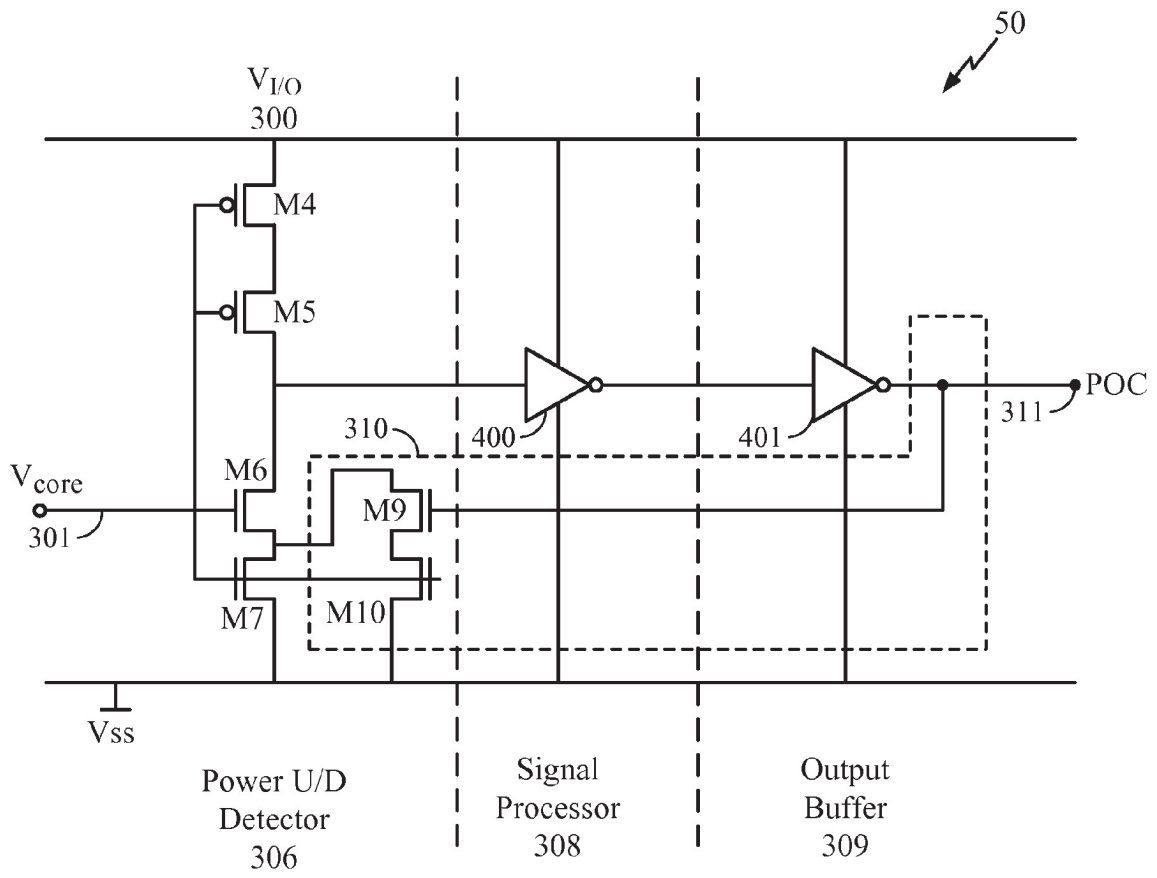 50
V_I/O
300
M4
M5
POC
311
400
401
310
M6
V_core
301
M9
M7
M10
Vss
Power U/D
Detector
306
Signal
Processor
308
Output
Buffer
309